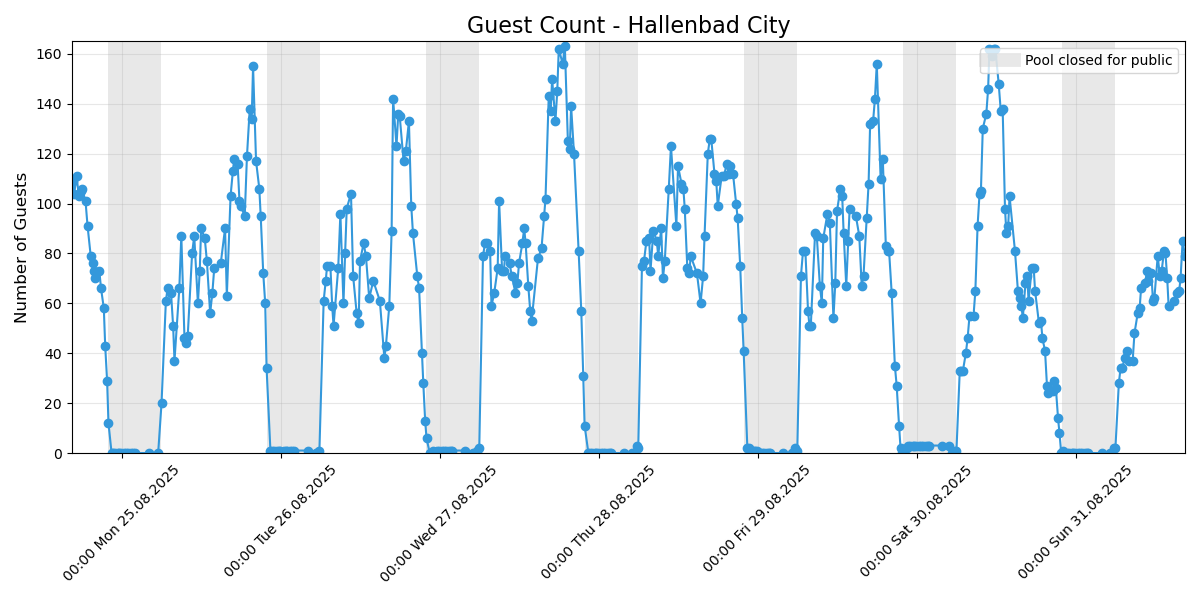 Guest Count - Hallenbad City
Pool closed for public
Number of Guests
160
140
120
100
80
60
40
20
0
00:00 Mon 25.08.2025
00:00 Tue 26.08.2025
00:00 Wed 27.08.2025
00:00 Thu 28.08.2025
00:00 Fri 29.08.2025
00:00 Sat 30.08.2025
00:00 Sun 31.08.2025